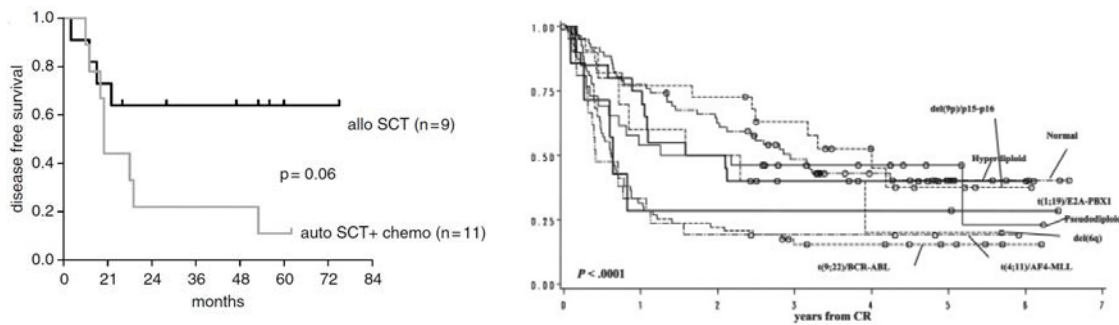 1.0
0.8
0.6
0.4
0.2
0.0
disease free survival
0
12
24
36
48
60
72
84
months
allo SCT (n=9)
p= 0.06
auto SCT+ chemo (n=11)
1.00
0.75
0.50
0.25
0.00
0
1
2
3
4
5
6
7
years from CR
del(9p)/p15-p16
Normal
Hyperdiploid
t(1;19)/E2A-PBX1
Pseudodiploid
del(6q)
t(9;22)/BCR-ABL
t(4;11)/AF4-MLL
P < .0001